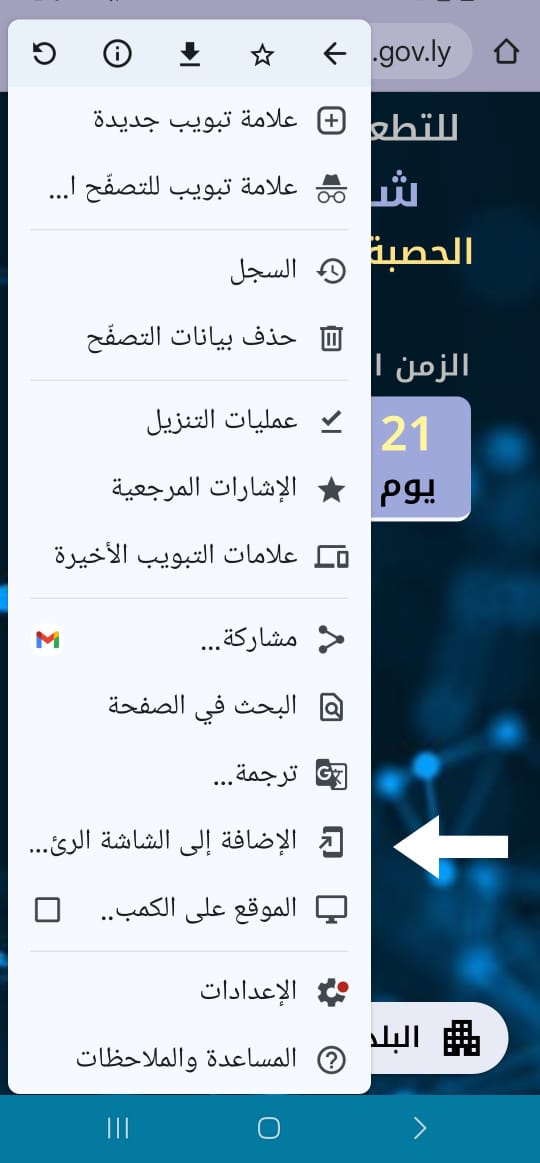 .gov.ly
علامة تبويب جديدة
علامة تبويب للتصفّح ا...
السجل
حذف بيانات التصفّح
عمليات التنزيل
الإشارات المرجعية
علامات التبويب الأخيرة
مشاركة...
البحث في الصفحة
ترجمة...
الإضافة إلى الشاشة الرئ...
الموقع على الكمب..
الإعدادات
المساعدة والملاحظات
للتطع
شـ
الحصبة
الزمن ا
21
يوم
البلد